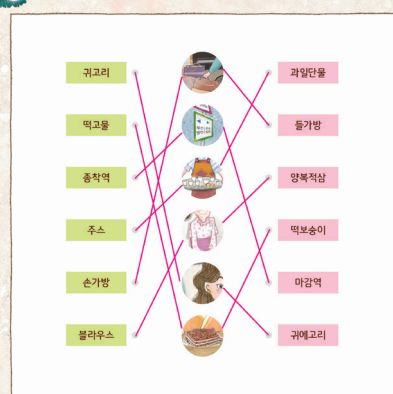 귀고리
과일단물
떡고물
들가방
종착역
양복적삼
주스
떡보숭이
손가방
마감역
블라우스
귀에고리